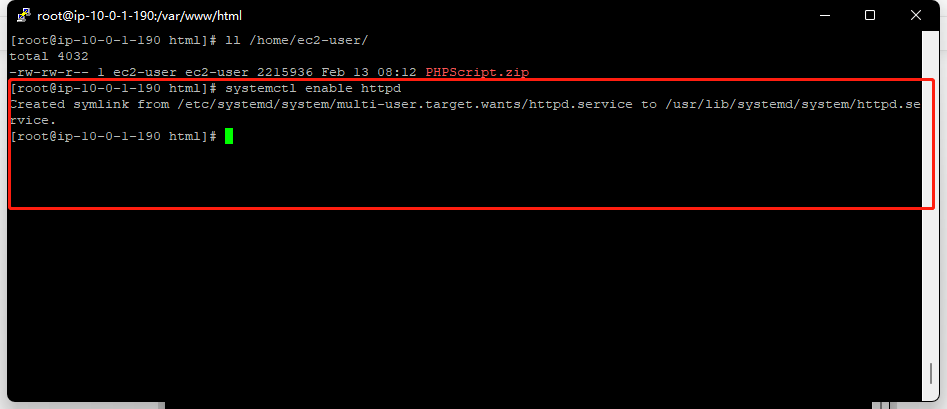 root@ip-10-0-1-190:/var/www/html
[root@ip-10-0-1-190 html]# ll /home/ec2-user/
total 4032
-rw-rw-r-- 1 ec2-user ec2-user 2215936 Feb 13 08:12 PHPScript.zip
[root@ip-10-0-1-190 html]# systemctl enable httpd
Created symlink from /etc/systemd/system/multi-user.target.wants/httpd.service to /usr/lib/systemd/system/httpd.se
rvice.
[root@ip-10-0-1-190 html]#